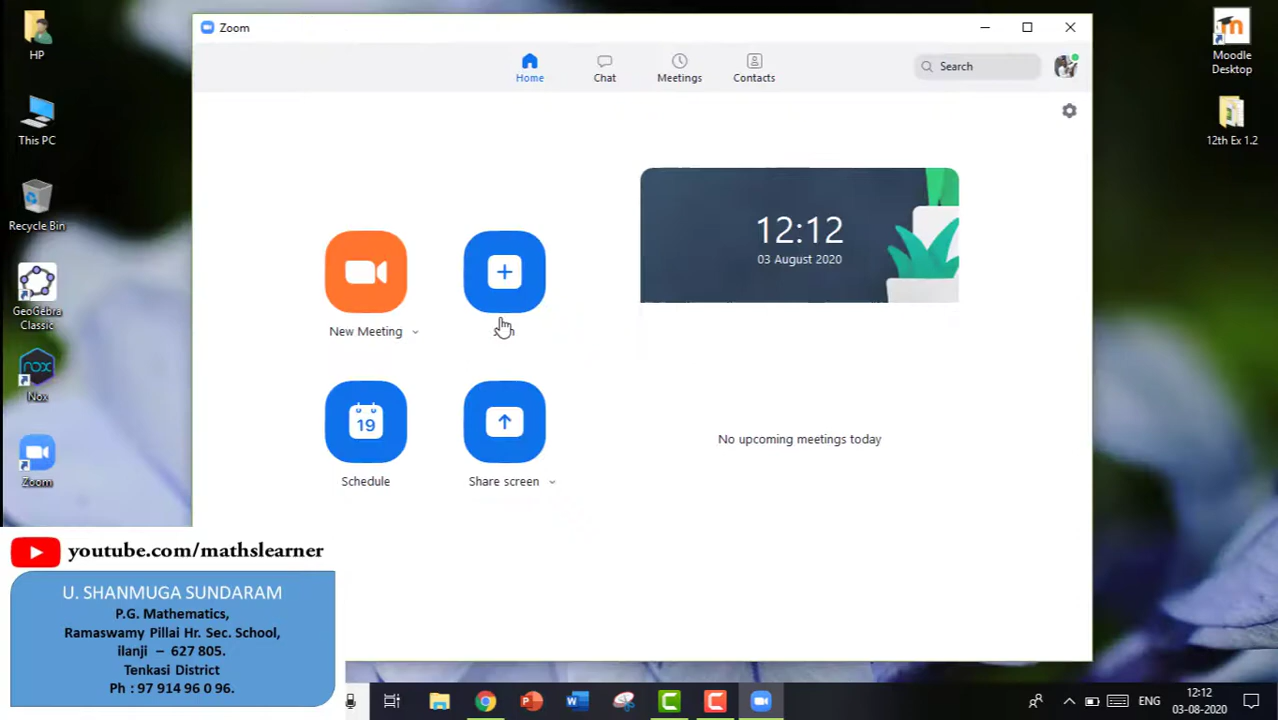 HP
This PC
Recycle Bin
GeoGebra
Classic
nox
Nox
Zoom
Zoom
Home
Chat
Meetings
Contacts
Search
12:12
03 August 2020
New Meeting
19
Schedule
Share screen
No upcoming meetings today
m
Moodle
Desktop
12th Ex 1.2
youtube.com/mathslearner
U. SHANMUGA SUNDARAM
P.G. Mathematics,
Ramaswamy Pillai Hr. Sec. School,
ilanji – 627 805.
Tenkasi District
Ph : 97 914 96 0 96.
ENG
12:12
03-08-2020